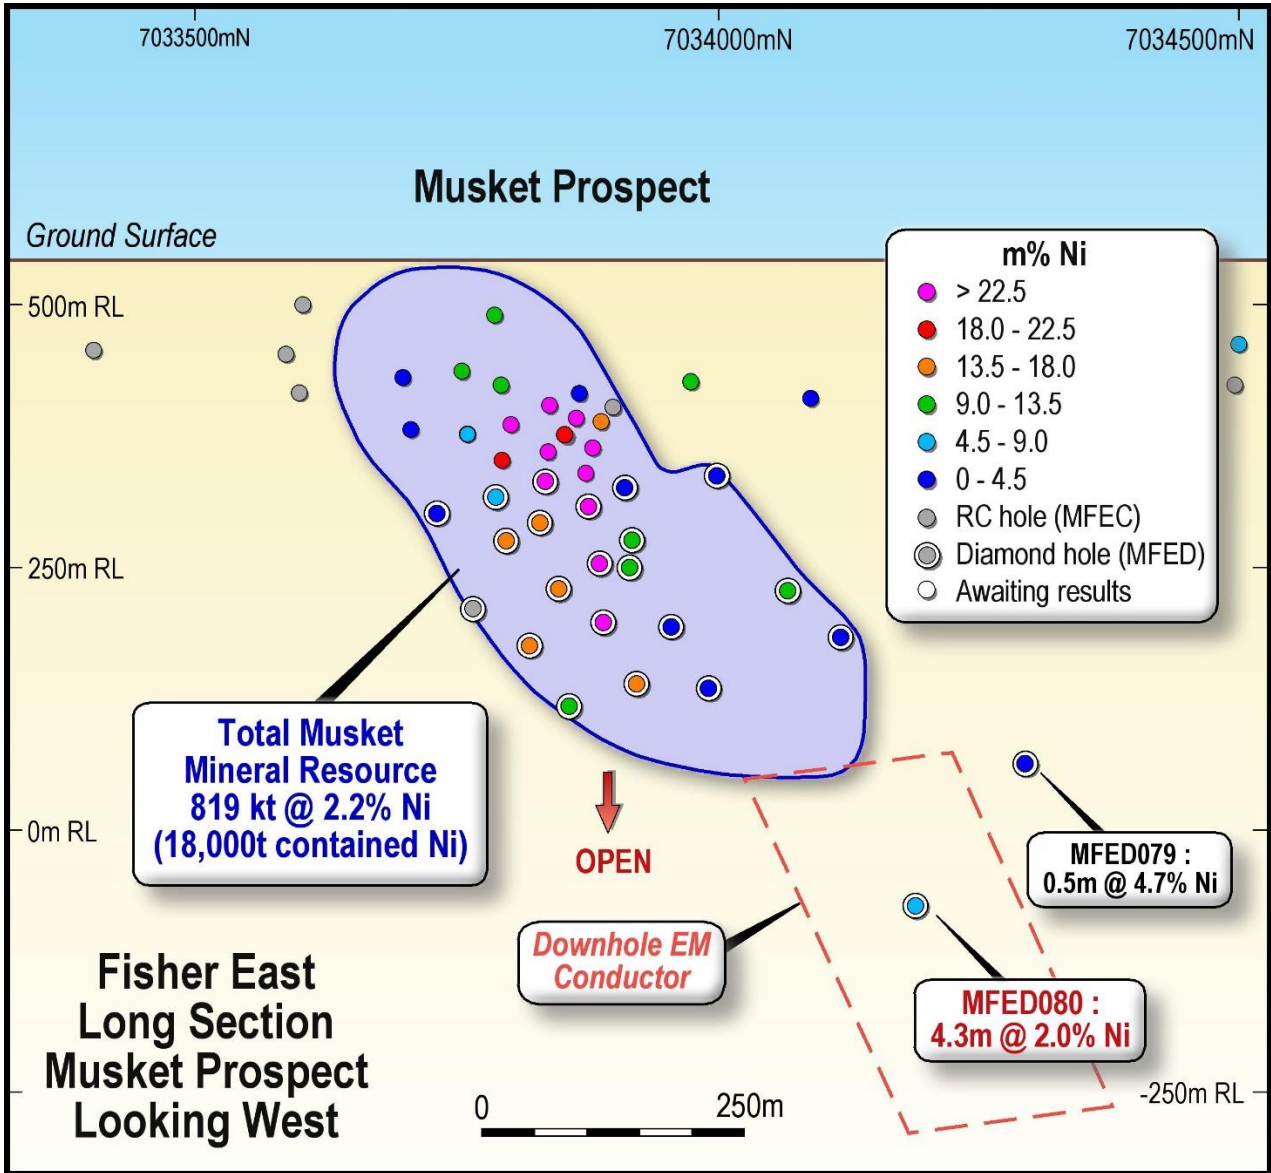 7033500mN
7034000mN
7034500mN
Musket Prospect
Ground Surface
m% Ni
> 22.5
18.0 - 22.5
13.5 - 18.0
9.0 - 13.5
4.5 - 9.0
0 - 4.5
RC hole (MFEC)
Diamond hole (MFED)
Awaiting results
500m RL
250m RL
Total Musket
Mineral Resource
819 kt @ 2.2% Ni
(18,000t contained Ni)
0m RL
OPEN
MFED079 :
0.5m @ 4.7% Ni
Downhole EM
Conductor
MFED080 :
4.3m @ 2.0% Ni
Fisher East
Long Section
Musket Prospect
Looking West
0
250m
-250m RL